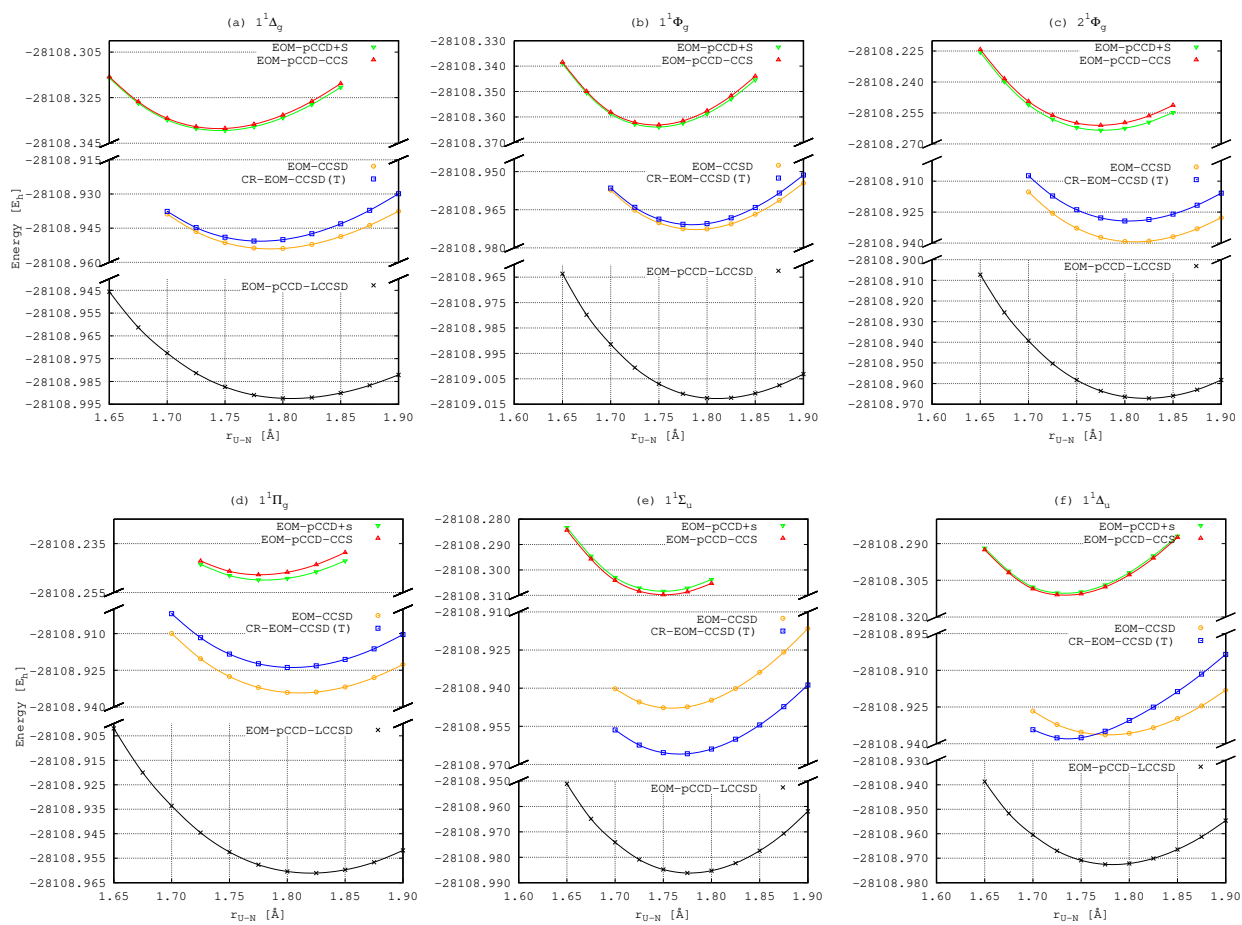 (a) 1¹Δg
Energy [Eh]
-28108.305
-28108.325
-28108.345
EOM-pCCD+S
EOM-pCCD-CCS
-28108.915
-28108.930
-28108.945
-28108.960
EOM-CCSD
CR-EOM-CCSD(T)
-28108.945
-28108.955
-28108.965
-28108.975
-28108.985
-28108.995
EOM-pCCD-LCCSD
1.65 1.70 1.75 1.80 1.85 1.90
rU-N [Å]
(b) 1¹Φg
-28108.330
-28108.350
-28108.360
-28108.370
EOM-pCCD+S
EOM-pCCD-CCS
-28108.950
-28108.965
-28108.980
EOM-CCSD
CR-EOM-CCSD(T)
-28108.965
-28108.975
-28108.985
-28108.995
-28109.005
-28109.015
EOM-pCCD-LCCSD
1.60 1.65 1.70 1.75 1.80 1.85 1.90
rU-N [Å]
(c) 2¹Φg
-28108.225
-28108.240
-28108.255
-28108.270
EOM-pCCD+S
EOM-pCCD-CCS
-28108.910
-28108.925
-28108.940
EOM-CCSD
CR-EOM-CCSD(T)
-28108.900
-28108.910
-28108.920
-28108.930
-28108.940
-28108.950
-28108.960
-28108.970
EOM-pCCD-LCCSD
1.60 1.65 1.70 1.75 1.80 1.85 1.90
rU-N [Å]
(d) 1¹Πg
Energy [Eh]
-28108.235
-28108.255
EOM-pCCD+s
EOM-pCCD-CCS
-28108.910
-28108.925
-28108.940
EOM-CCSD
CR-EOM-CCSD(T)
-28108.905
-28108.915
-28108.925
-28108.935
-28108.945
-28108.955
-28108.965
EOM-pCCD-LCCSD
1.65 1.70 1.75 1.80 1.85 1.90
rU-N [Å]
(e) 1¹Σu
-28108.280
-28108.300
-28108.310
EOM-pCCD+s
EOM-pCCD-CCS
-28108.910
-28108.925
-28108.940
-28108.955
-28108.970
EOM-CCSD
CR-EOM-CCSD(T)
-28108.950
-28108.960
-28108.970
-28108.980
-28108.990
EOM-pCCD-LCCSD
1.60 1.65 1.70 1.75 1.80 1.85 1.90
rU-N [Å]
(f) 1¹Δu
-28108.290
-28108.305
-28108.320
EOM-pCCD+s
EOM-pCCD-CCS
-28108.895
-28108.910
-28108.925
-28108.940
EOM-CCSD
CR-EOM-CCSD(T)
-28108.930
-28108.950
-28108.960
-28108.970
-28108.980
EOM-pCCD-LCCSD
1.60 1.65 1.70 1.75 1.80 1.85 1.90
rU-N [Å]